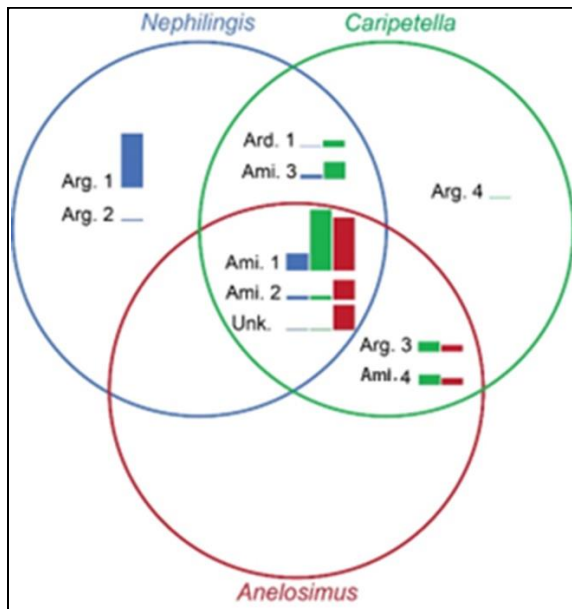 Nephilingis
Caripetella
Ard. 1
Arg. 1
Ami. 3
Arg. 4
Arg. 2
Ami. 1
Ami. 2
Unk.
Arg. 3
Ami. 4
Anelosimus